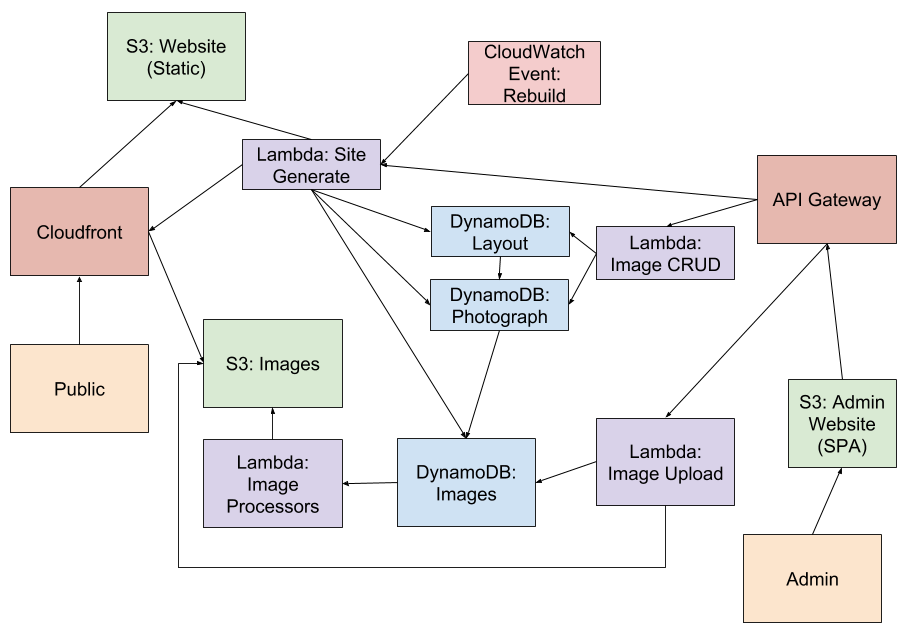 S3: Website
(Static)
CloudWatch
Event:
Rebuild
Lambda: Site
Generate
API Gateway
Cloudfront
DynamoDB:
Layout
Lambda:
Image CRUD
DynamoDB:
Photograph
Public
S3: Images
S3: Admin
Website
(SPA)
Lambda:
Image
Processors
DynamoDB:
Images
Lambda:
Image Upload
Admin